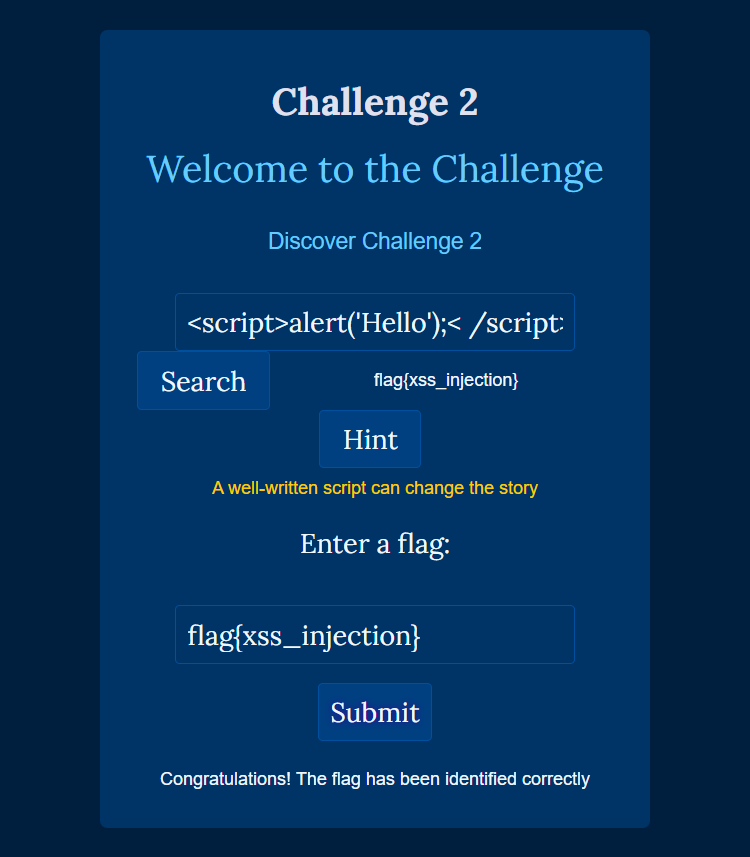 Challenge 2
Welcome to the Challenge
Discover Challenge 2
<script>alert('Hello');< /script>
Search
flag{xss_injection}
Hint
A well-written script can change the story
Enter a flag:
flag{xss_injection}
Submit
Congratulations! The flag has been identified correctly